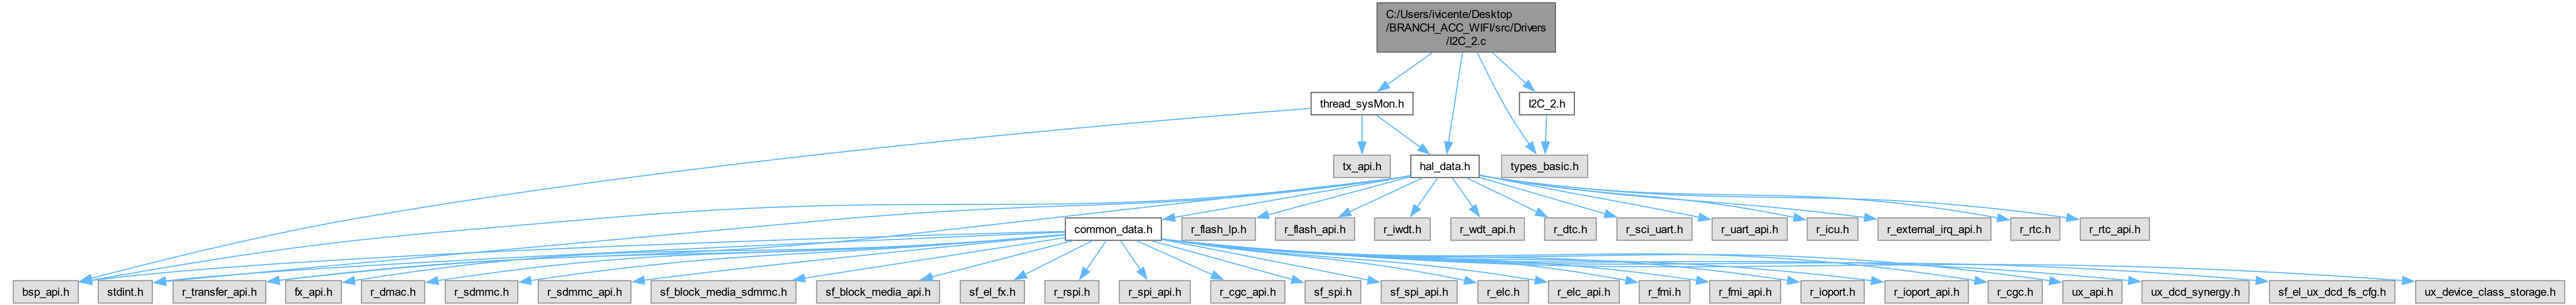 C:/Users/ivicente/Desktop
/BRANCH_ACC_WIFI/src/Drivers
/I2C_2.c
thread_sysMon.h
I2C_2.h
tx_api.h
hal_data.h
types_basic.h
common_data.h
r_flash_lp.h
r_flash_api.h
r_iwdt.h
r_wdt_api.h
r_dtc.h
r_sci_uart.h
r_uart_api.h
r_icu.h
r_external_irq_api.h
r_rtc.h
r_rtc_api.h
bsp_api.h
stdint.h
r_transfer_api.h
fx_api.h
r_dmac.h
r_sdmmc.h
r_sdmmc_api.h
sf_block_media_sdmmc.h
sf_block_media_api.h
sf_el_fx.h
r_rspi.h
r_spi_api.h
r_cgc_api.h
sf_spi.h
sf_spi_api.h
r_elc.h
r_elc_api.h
r_fmi.h
r_fmi_api.h
r_ioport.h
r_ioport_api.h
r_cgc.h
ux_api.h
ux_dcd_synergy.h
sf_el_ux_dcd_fs_cfg.h
ux_device_class_storage.h